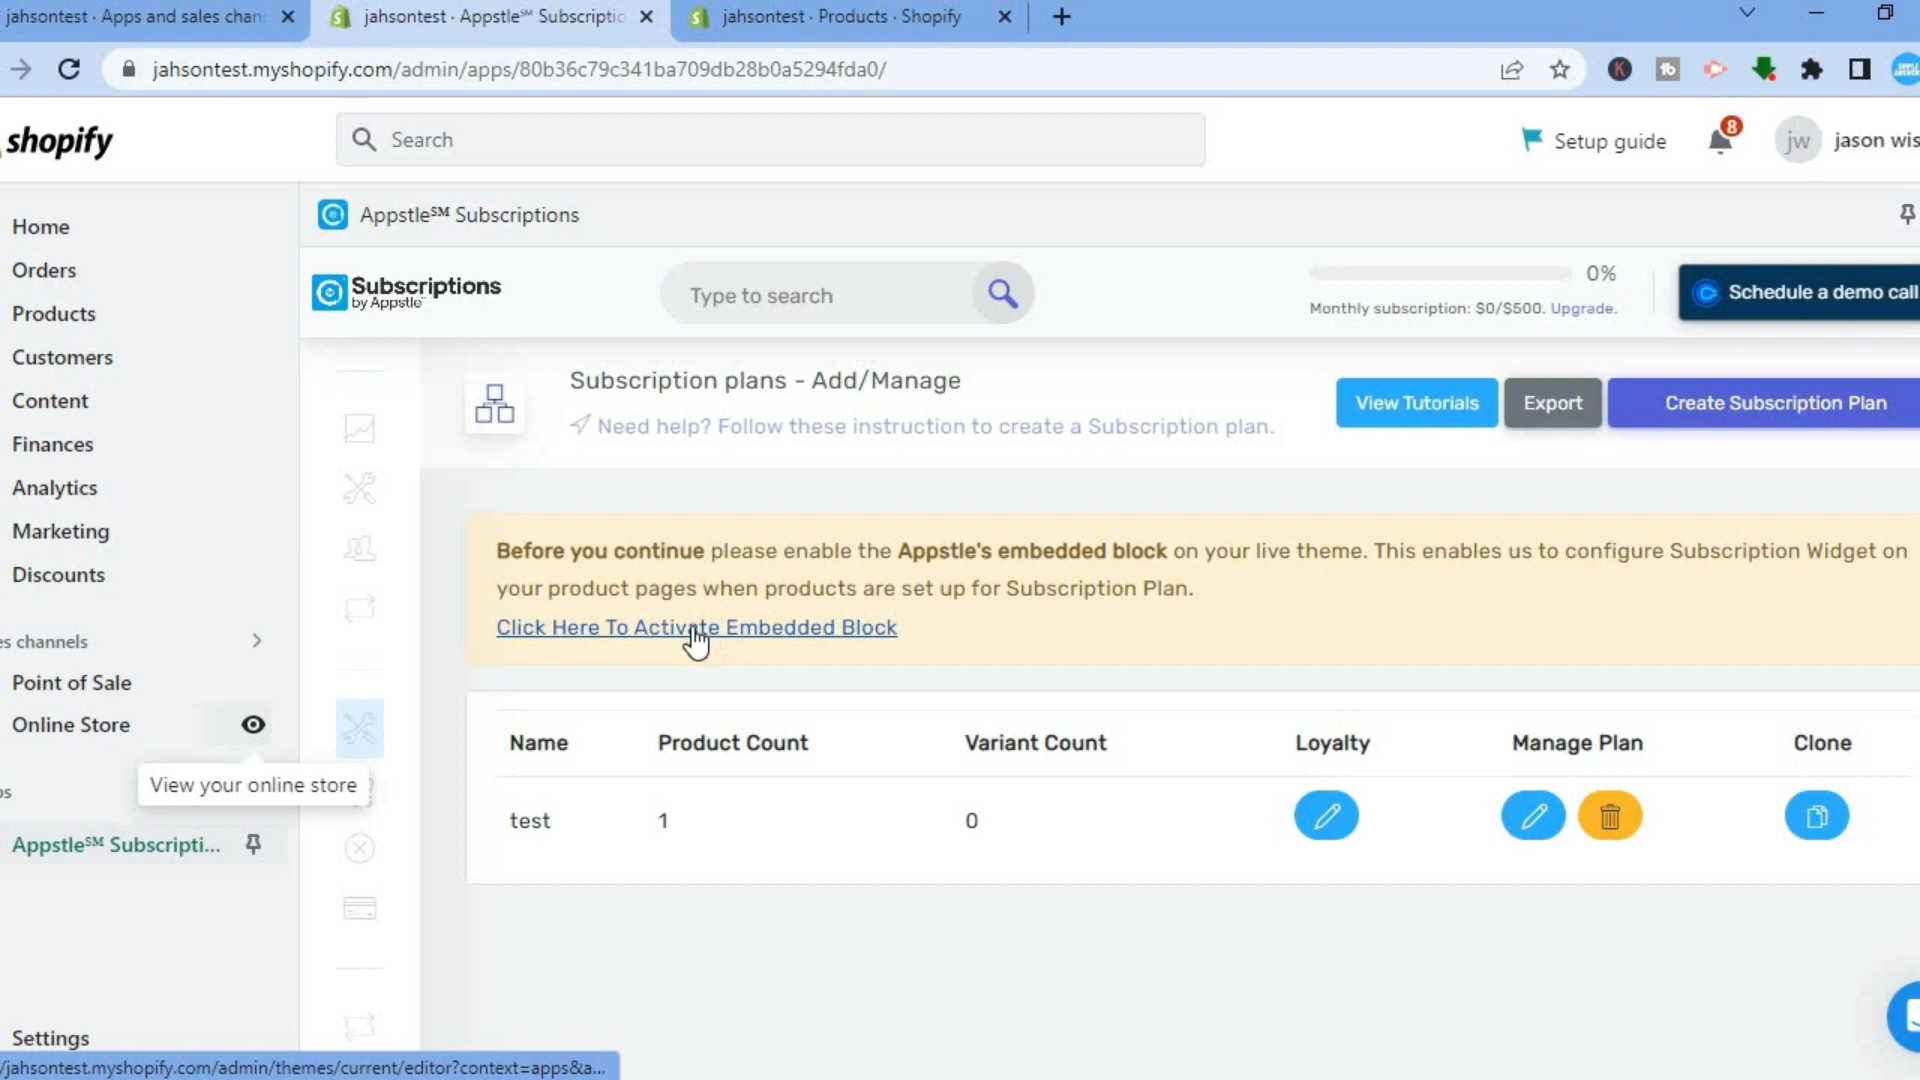 jahsontest · Apps and sales chan
jahsontest · Appstle℠ Subscriptic
jahsontest · Products · Shopify
jahsontest.myshopify.com/admin/apps/80b36c79c341ba709db28b0a5294fda0/
shopify
Search
Setup guide
8
jw
jason wis
Home
Orders
Products
Customers
Content
Finances
Analytics
Marketing
Discounts
es channels
Point of Sale
Online Store
View your online store
ps
Appstle℠ Subscripti...
Settings
/jahsontest.myshopify.com/admin/themes/current/editor?context=apps&a...
Appstle℠ Subscriptions
Subscriptions
by Appstle
Type to search
0%
Monthly subscription: $0/$500. Upgrade.
Schedule a demo call
Subscription plans - Add/Manage
Need help? Follow these instruction to create a Subscription plan.
View Tutorials
Export
Create Subscription Plan
Before you continue please enable the Appstle's embedded block on your live theme. This enables us to configure Subscription Widget on
your product pages when products are set up for Subscription Plan.
Click Here To Activate Embedded Block
Name Product Count Variant Count Loyalty Manage Plan Clone
test 1 0